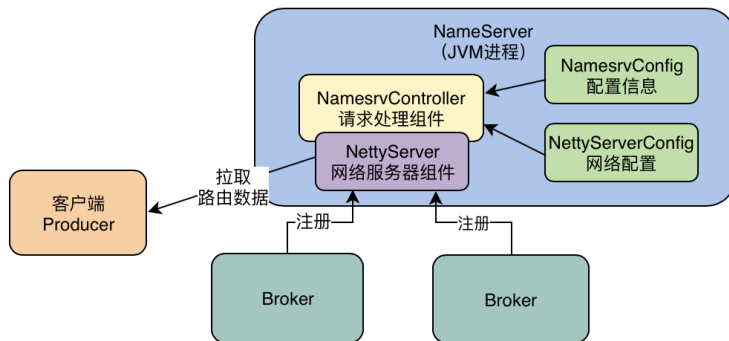 NameServer
（JVM进程）
NamesrvConfig
配置信息
NamesrvController
请求处理组件
NettyServerConfig
网络配置
NettyServer
网络服务器组件
拉取
路由数据
客户端
Producer
注册
注册
Broker
Broker